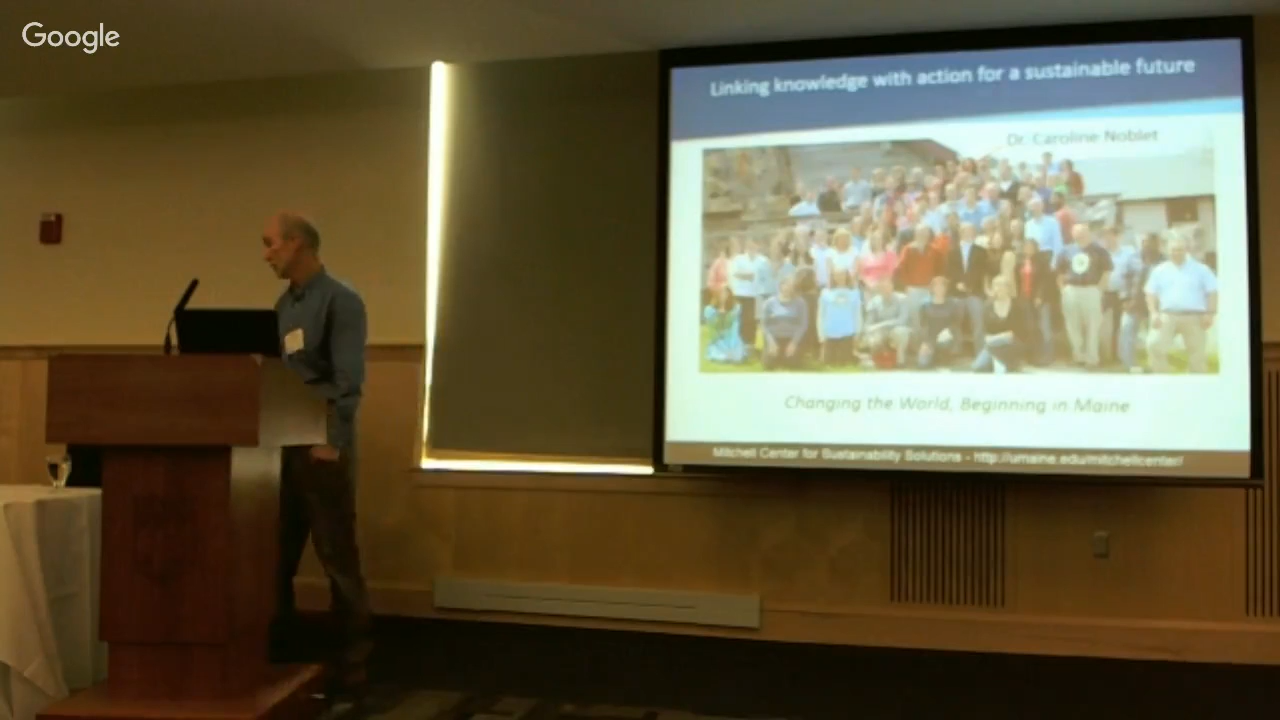 Google
Linking knowledge with action for a sustainable future
Dr. Caroline Noblet
Changing the World, Beginning in Maine
Mitchell Center for Sustainability Solutions - http://umaine.edu/mitchellcenter/